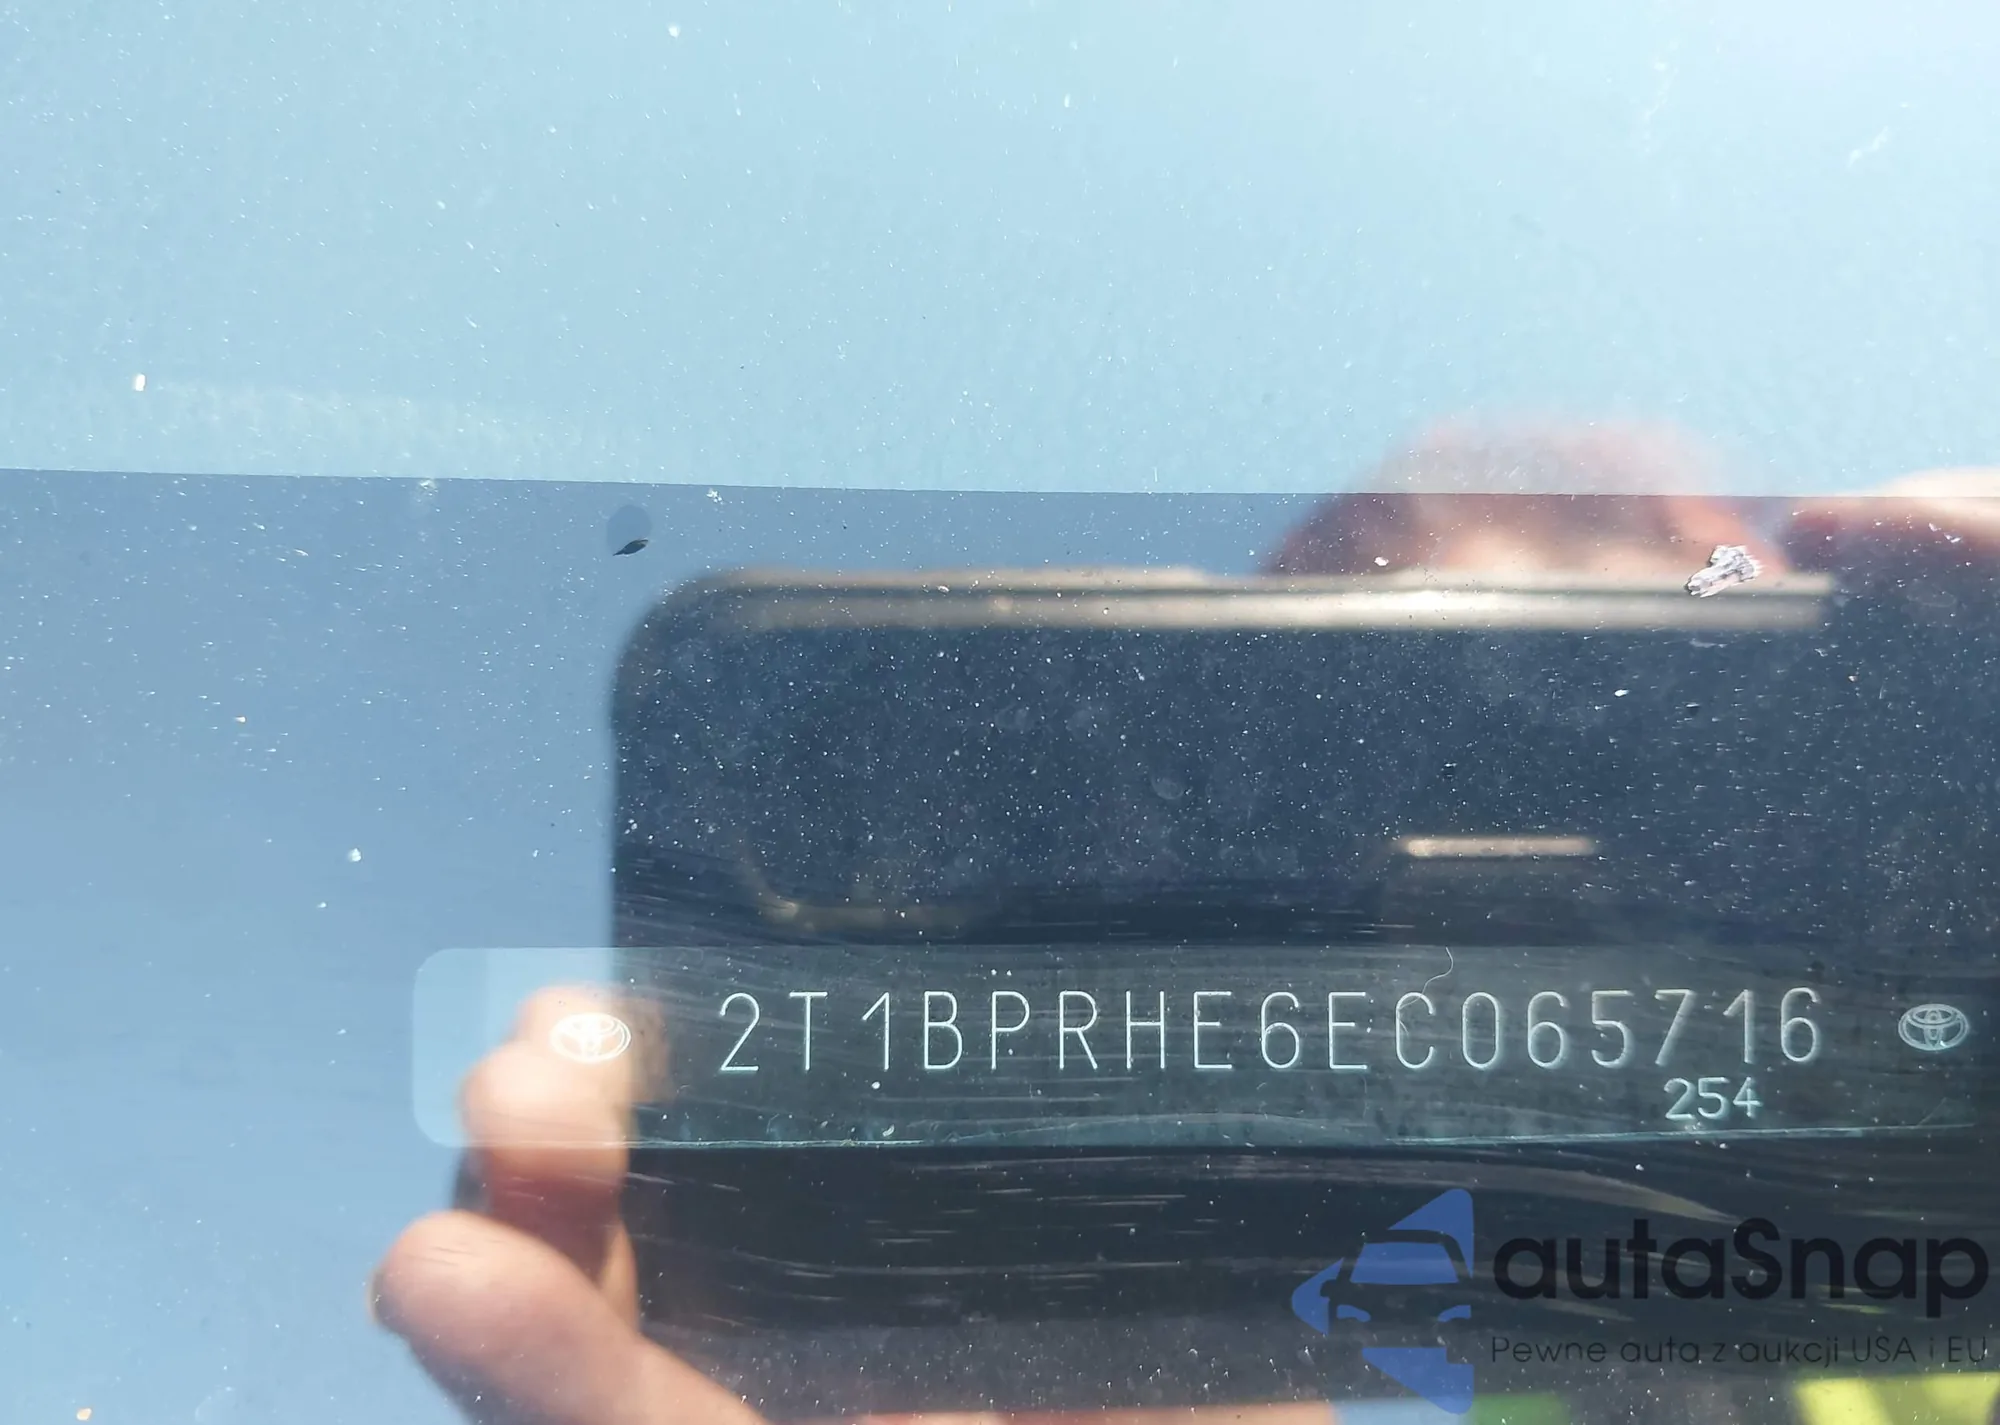 2T1BPRHE6EC065716
254
autaSnap
Pewne auta z aukcji USA i EU